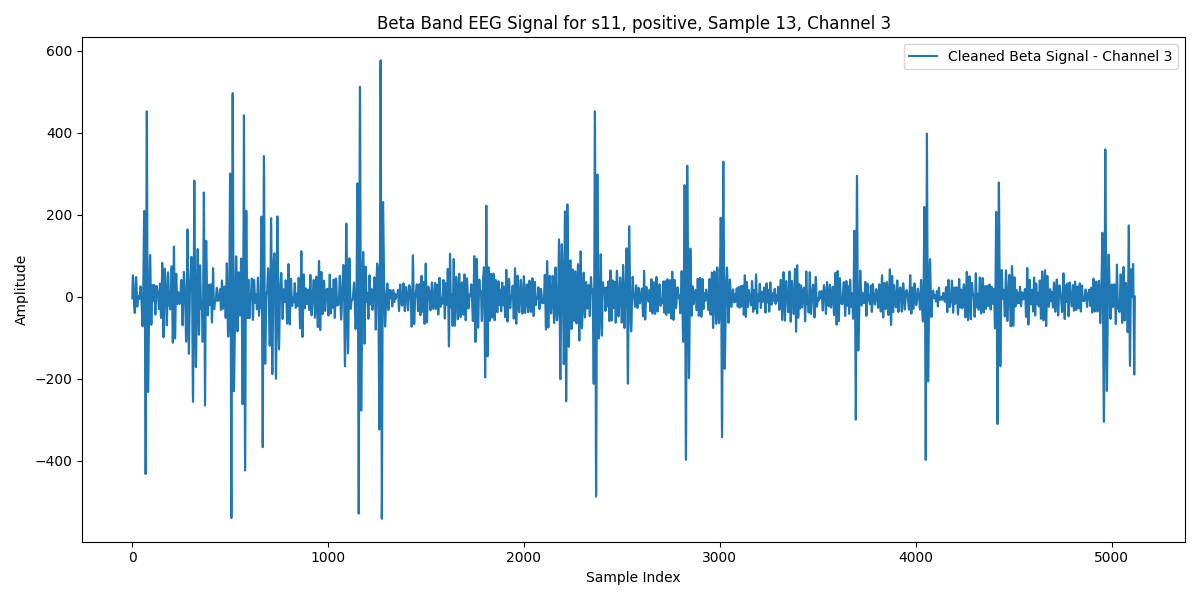 Beta Band EEG Signal for s11, positive, Sample 13, Channel 3
Cleaned Beta Signal - Channel 3
600
400
200
0
−200
−400
Amplitude
0 1000 2000 3000 4000 5000
Sample Index